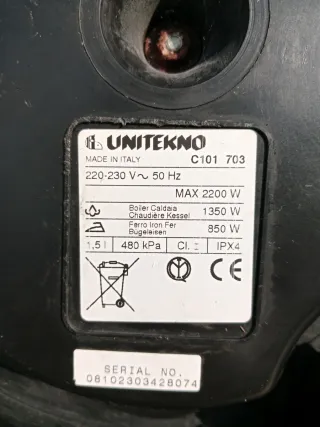 UNITEKNO
MADE IN ITALY C101 703
220-230 V~ 50 Hz
MAX 2200 W
Boiler Caldaia
Chaudière Kessel 1350 W
Ferro Iron Fer
Bügeleisen 850 W
1,5 l 480 kPa Cl. IPX4
CE
SERIAL NO.
08102303428074